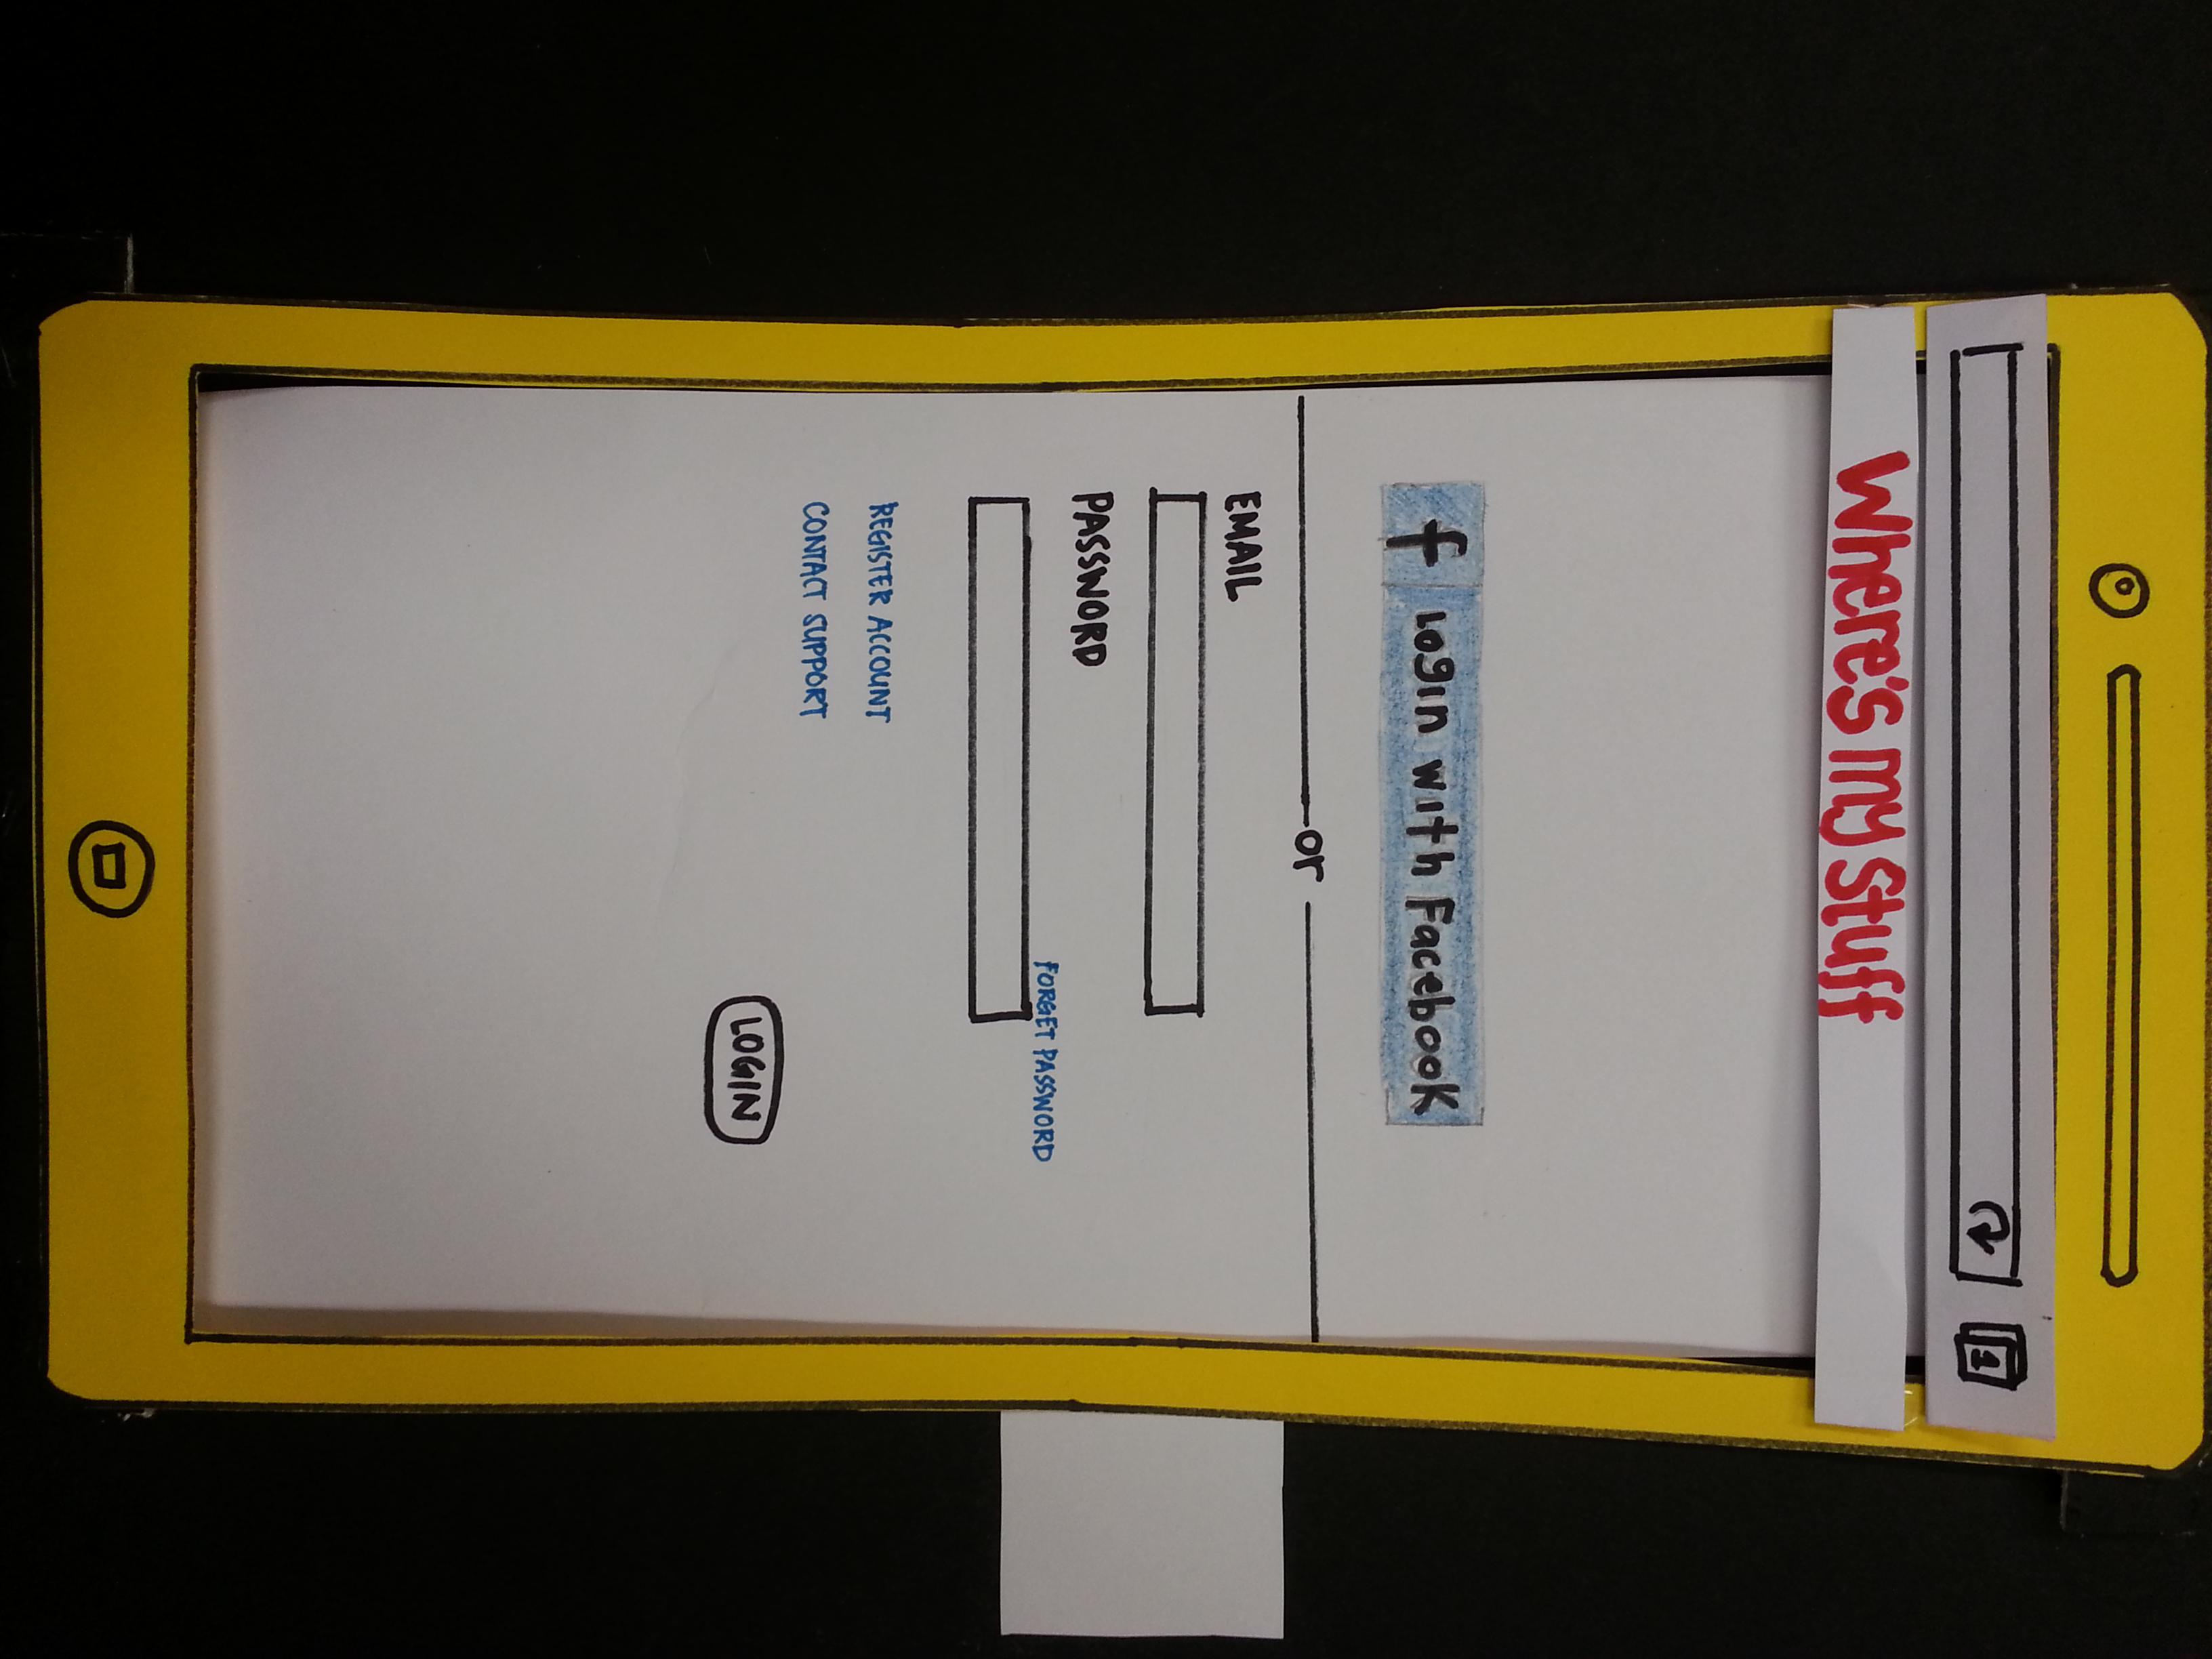 Where's my Stuff
f Login with Facebook
or
EMAIL
PASSWORD
FORGET PASSWORD
REGISTER ACCOUNT
CONTACT SUPPORT
LOGIN